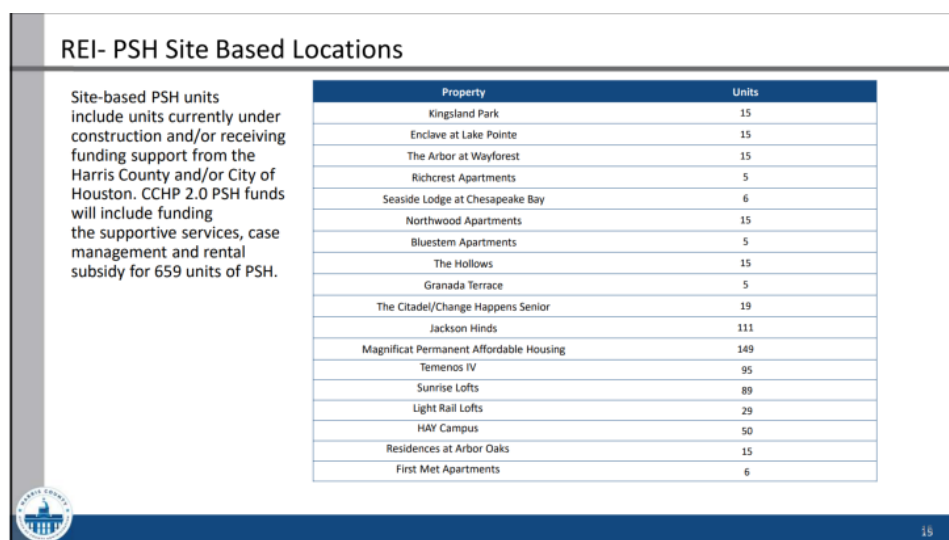 REI- PSH Site Based Locations
Site-based PSH units
include units currently under
construction and/or receiving
funding support from the
Harris County and/or City of
Houston. CCHP 2.0 PSH funds
will include funding
the supportive services, case
management and rental
subsidy for 659 units of PSH.
Property Units
Kingsland Park 15
Enclave at Lake Pointe 15
The Arbor at Wayforest 15
Richcrest Apartments 5
Seaside Lodge at Chesapeake Bay 6
Northwood Apartments 15
Bluestem Apartments 5
The Hollows 15
Granada Terrace 5
The Citadel/Change Happens Senior 19
Jackson Hinds 111
Magnificat Permanent Affordable Housing 149
Temenos IV 95
Sunrise Lofts 89
Light Rail Lofts 29
HAY Campus 50
Residences at Arbor Oaks 15
First Met Apartments 6
HARRIS COUNTY